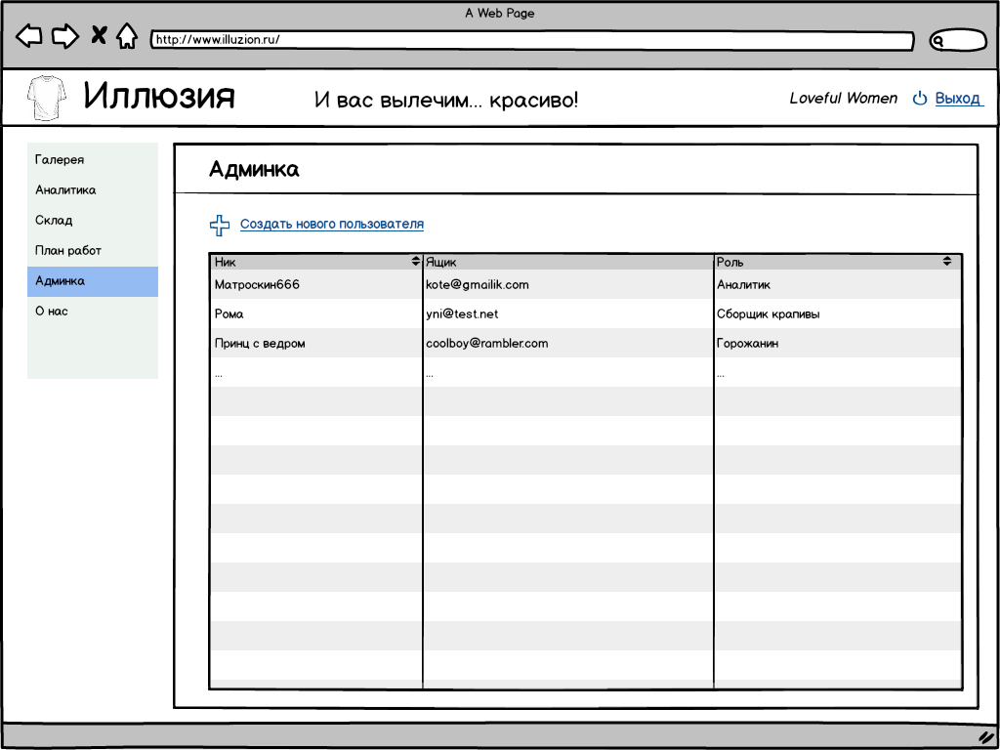 A Web Page
http://www.illuzion.ru/
Иллюзия
И вас вылечим... красиво!
Loveful Women
Выход
Галерея
Аналитика
Склад
План работ
Админка
О нас
Админка
Создать нового пользователя
Ник Ящик Роль
Матроскин666 kote@gmailik.com Аналитик
Рома yni@test.net Сборщик крапивы
Принц с ведром coolboy@rambler.com Горожанин
... ... ...